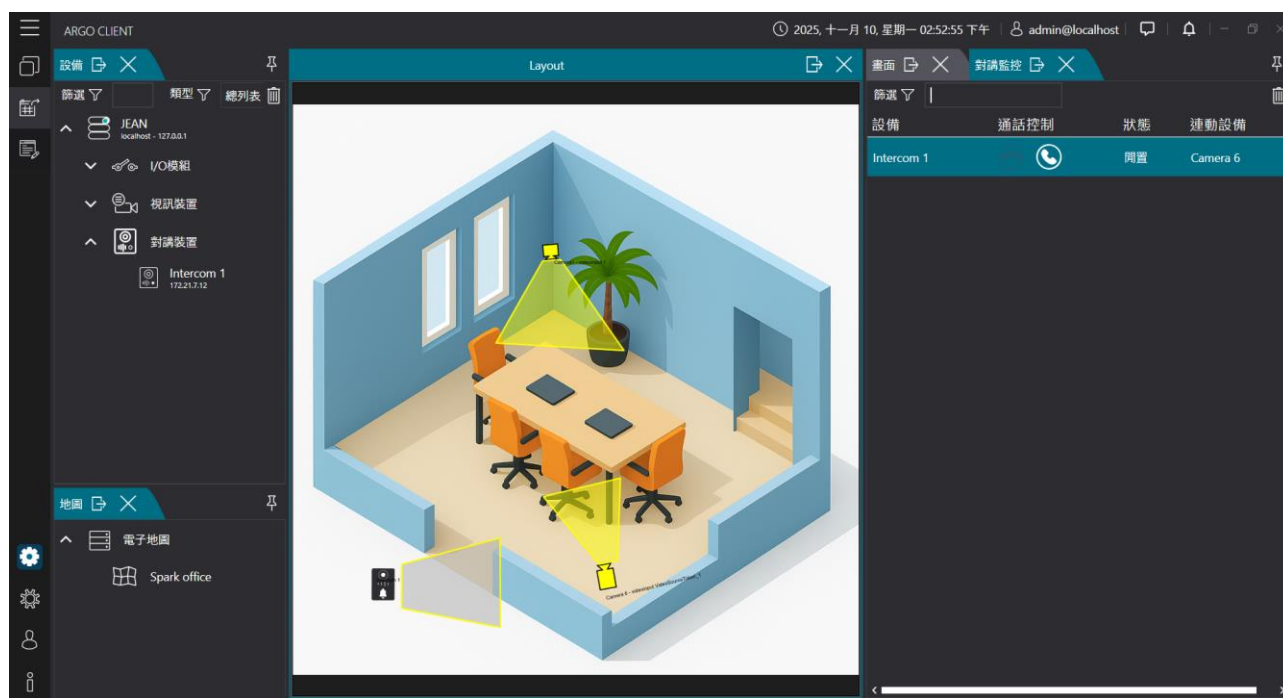 ARGO CLIENT
2025, 十一月 10, 星期一 02:52:55 下午
admin@localhost
設備
篩選
類型
總列表
JEAN
localhost - 127.0.0.1
I/O模組
視訊裝置
對講裝置
Intercom 1
172.21.7.12
地圖
電子地圖
Spark office
Layout
Camera 6 - videoinput
畫面
對講監控
篩選
設備 通話控制 狀態 連動設備
Intercom 1 閒置 Camera 6